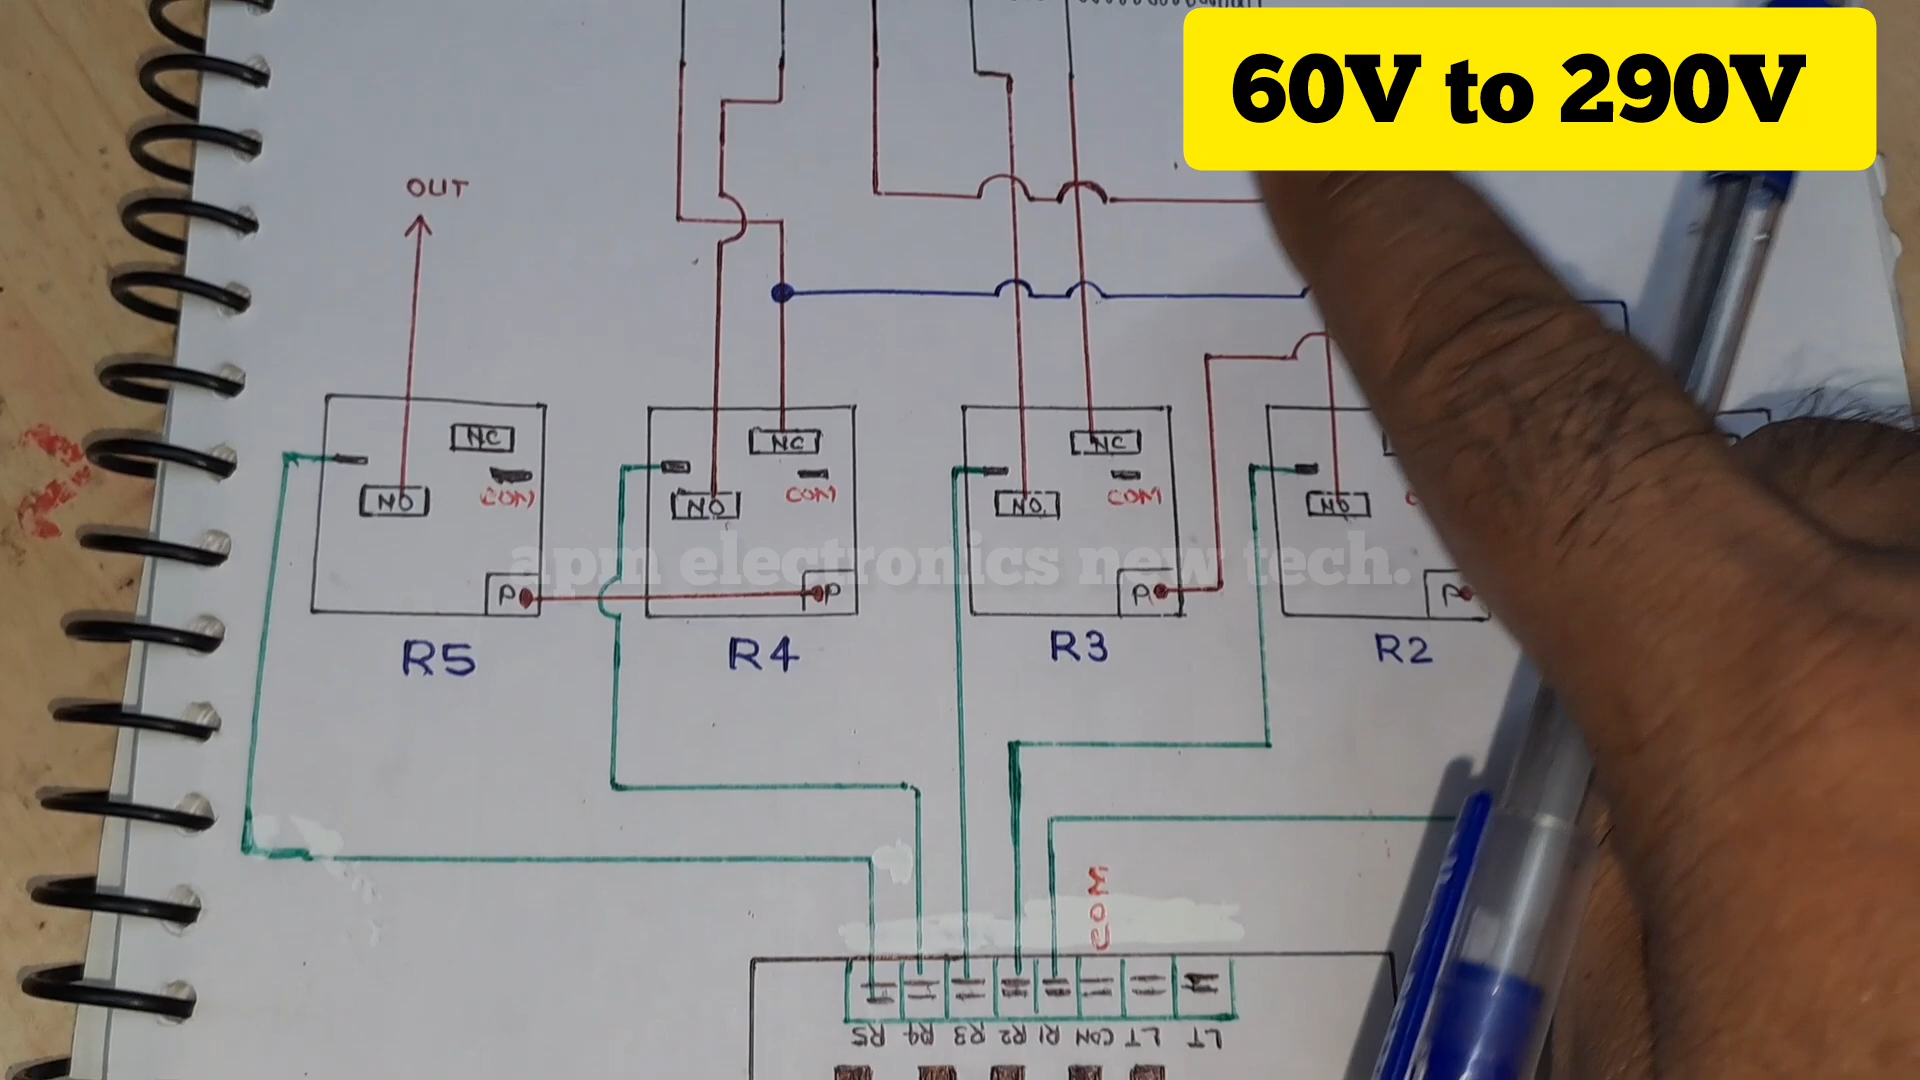 60V to 290V
OUT
NC
NC
NC
COM
COM
COM
NO
NO
NO
NO
apm electronics new tech.
P
P
P
P
R5
R4
R3
R2
COM
R5 R4 R3 R2 R1 CON LT LT